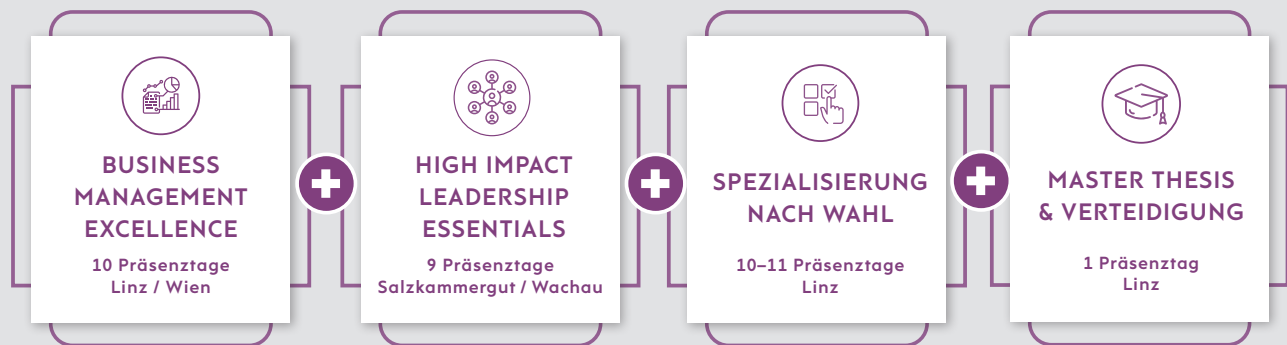 BUSINESS
MANAGEMENT
EXCELLENCE
10 Präsenztage
Linz / Wien
HIGH IMPACT
LEADERSHIP
ESSENTIALS
9 Präsenztage
Salzkammergut / Wachau
SPEZIALISIERUNG
NACH WAHL
10–11 Präsenztage
Linz
MASTER THESIS
& VERTEIDIGUNG
1 Präsenztag
Linz